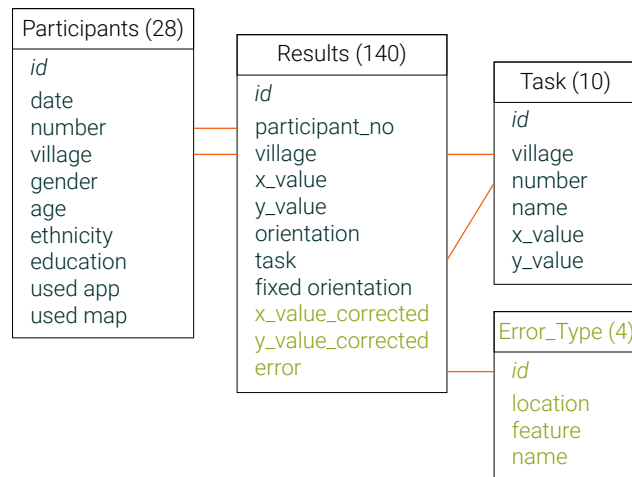 Participants (28)
id
date
number
village
gender
age
ethnicity
education
used app
used map
Results (140)
id
participant_no
village
x_value
y_value
orientation
task
fixed orientation
x_value_corrected
y_value_corrected
error
Task (10)
id
village
number
name
x_value
y_value
Error_Type (4)
id
location
feature
name